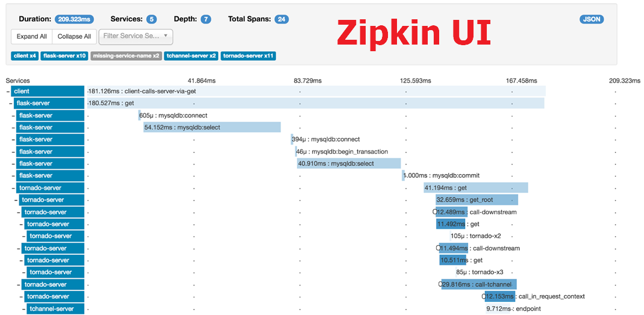 Duration: 209.323ms Services: 5 Depth: 7 Total Spans: 24 JSON
Expand All Collapse All Filter Service Se...
Zipkin UI
client x4 flask-server x10 missing-service-name x2 tchannel-server x2 tornado-server x11
Services 41.864ms 83.729ms 125.593ms 167.458ms 209.323ms
- client 181.126ms : client-calls-server-via-get
- flask-server 180.527ms : get
- flask-server 605μ : mysqldb:connect
- flask-server 54.152ms : mysqldb:select
- flask-server 394μ : mysqldb:connect
- flask-server 46μ : mysqldb:begin_transaction
- flask-server 40.910ms : mysqldb:select
- flask-server 5.000ms : mysqldb:commit
- tornado-server 41.194ms : get
- tornado-server 32.659ms : get_root
- tornado-server 12.489ms : call-downstream
- tornado-server 11.492ms : get
- tornado-server 105μ : tornado-x2
- tornado-server 11.494ms : call-downstream
- tornado-server 10.511ms : get
- tornado-server 85μ : tornado-x3
- tornado-server 29.816ms : call-tchannel
- tornado-server 12.153ms : call_in_request_context
tchannel-server 9.712ms : endpoint